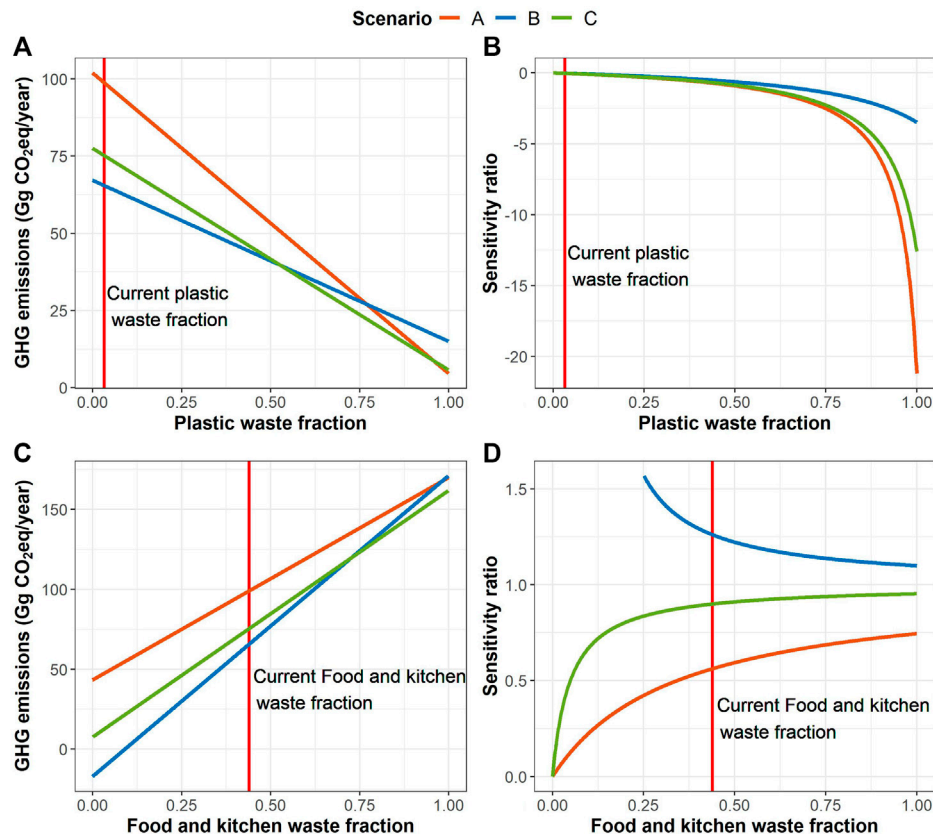 Scenario A B C
A
GHG emissions (Gg CO₂eq/year)
100
75
50
25
0
Current plastic
waste fraction
0.00 0.25 0.50 0.75 1.00
Plastic waste fraction
B
Sensitivity ratio
0
-5
-10
-15
-20
Current plastic
waste fraction
0.00 0.25 0.50 0.75 1.00
Plastic waste fraction
C
GHG emissions (Gg CO₂eq/year)
150
100
50
0
Current Food and kitchen
waste fraction
0.00 0.25 0.50 0.75 1.00
Food and kitchen waste fraction
D
Sensitivity ratio
1.5
1.0
0.5
0.0
Current Food and kitchen
waste fraction
0.00 0.25 0.50 0.75 1.00
Food and kitchen waste fraction